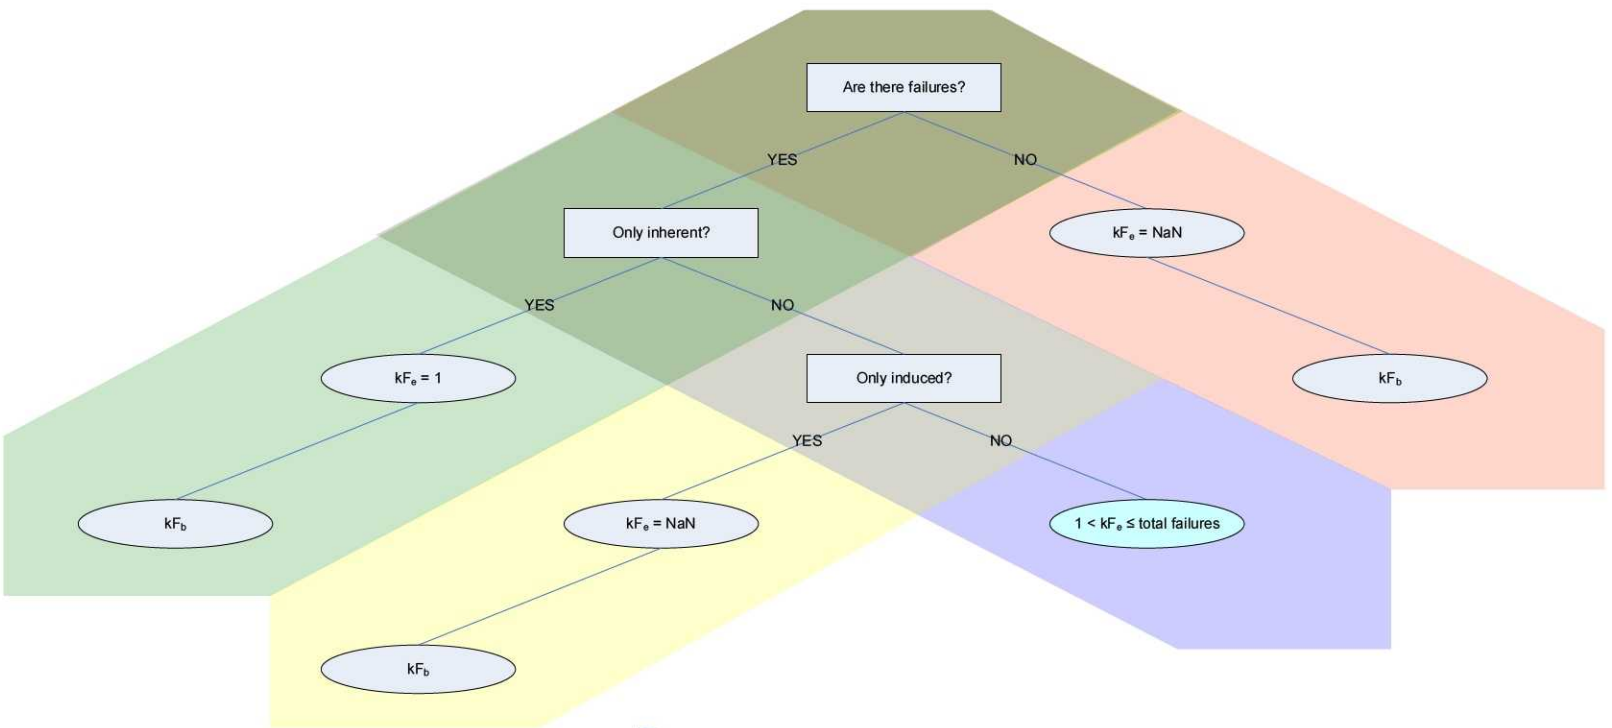 Are there failures?
YES
NO
Only inherent?
kFₑ = NaN
YES
NO
kFₑ = 1
Only induced?
kF_b
YES
NO
kF_b
kFₑ = NaN
1 < kFₑ ≤ total failures
kF_b